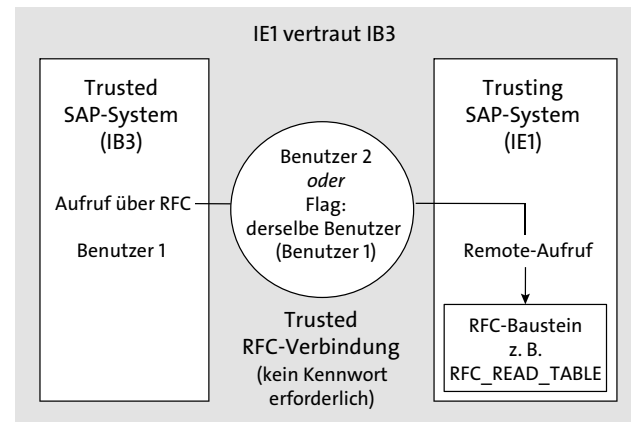 IE1 vertraut IB3
Trusted
SAP-System
(IB3)
Aufruf über RFC
Benutzer 1
Benutzer 2
oder
Flag:
derselbe Benutzer
(Benutzer 1)
Trusted
RFC-Verbindung
(kein Kennwort
erforderlich)
Trusting
SAP-System
(IE1)
Remote-Aufruf
RFC-Baustein
z. B.
RFC_READ_TABLE